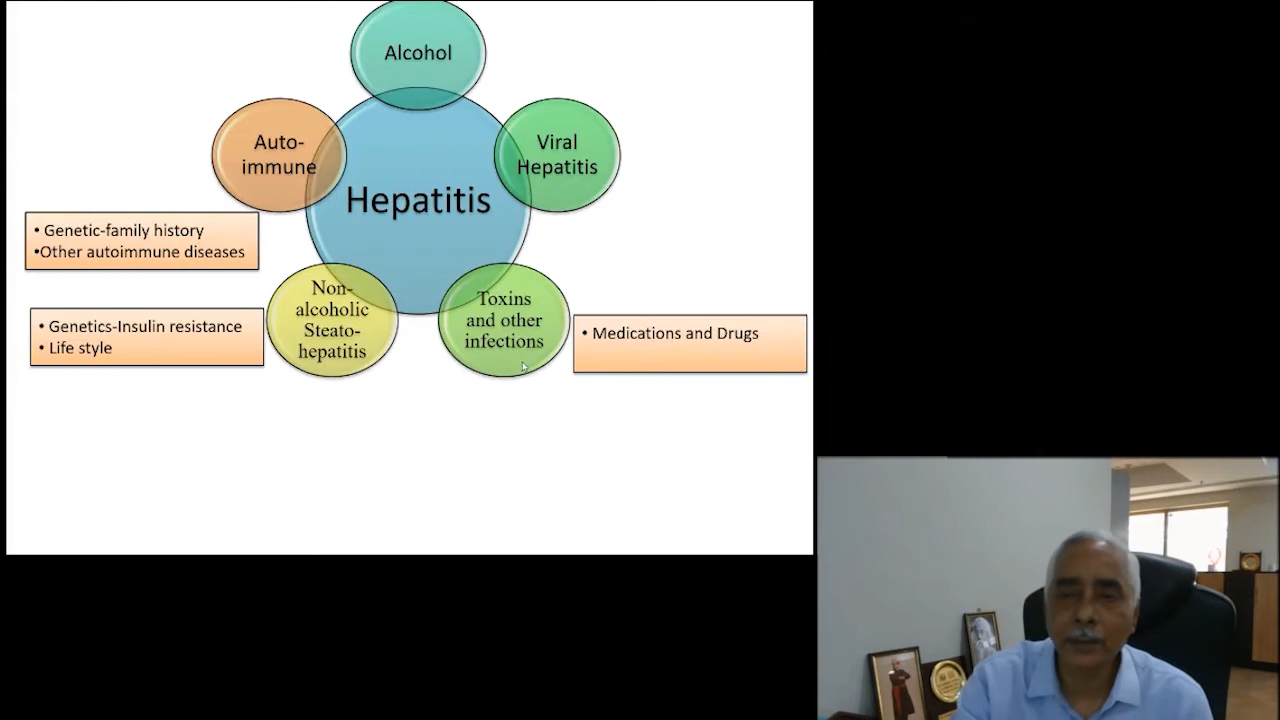 Alcohol
Auto-
immune
Viral
Hepatitis
Hepatitis
• Genetic-family history
•Other autoimmune diseases
Non-
alcoholic
Steato-
hepatitis
Toxins
and other
infections
• Genetics-Insulin resistance
• Life style
• Medications and Drugs